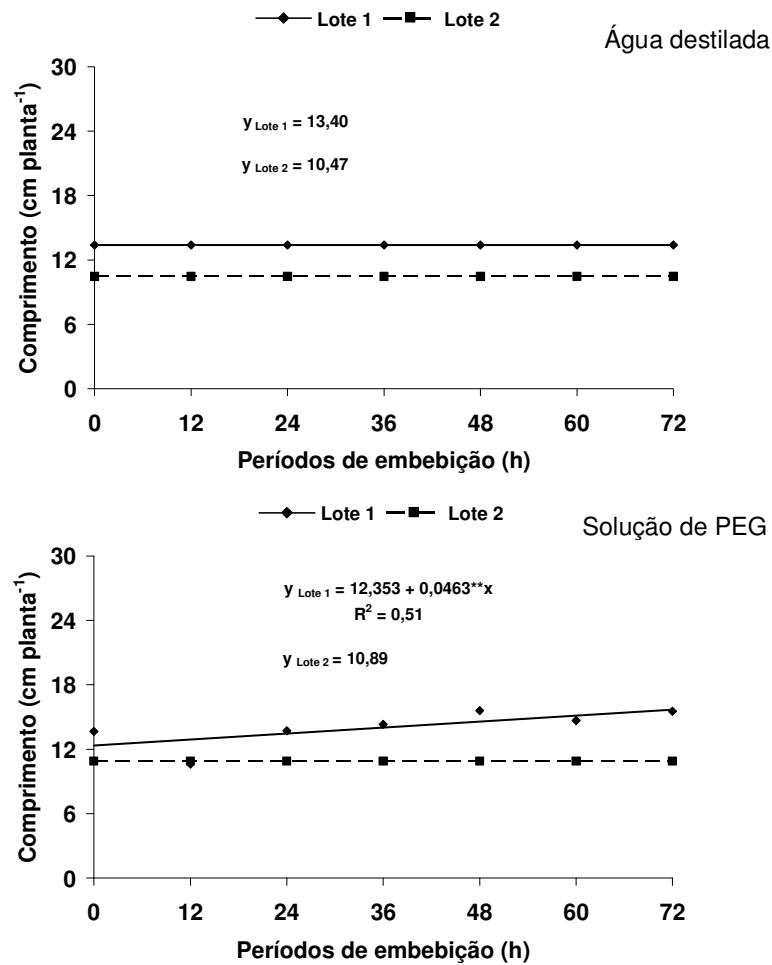 Lote 1 Lote 2
Água destilada
30
24
18
12
6
0
Comprimento (cm planta⁻¹)
y Lote 1 = 13,40
y Lote 2 = 10,47
0 12 24 36 48 60 72
Períodos de embebição (h)
Lote 1 Lote 2
Solução de PEG
30
24
18
12
6
0
Comprimento (cm planta⁻¹)
y Lote 1 = 12,353 + 0,0463**x
R² = 0,51
y Lote 2 = 10,89
0 12 24 36 48 60 72
Períodos de embebição (h)